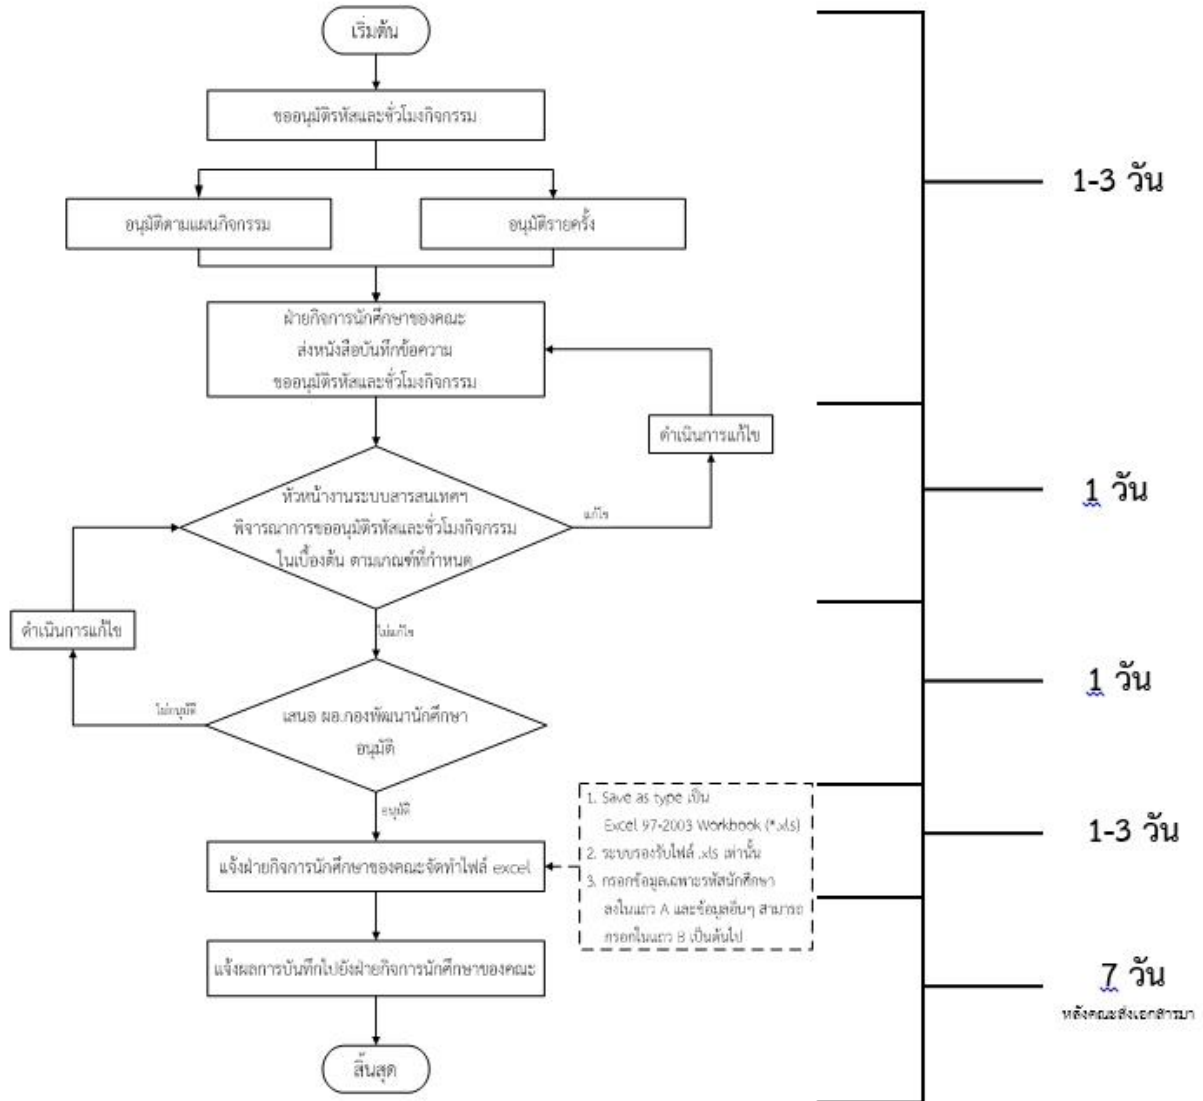 เริ่มต้น
ขออนุมัติรหัสและชั่วโมงกิจกรรม
อนุมัติตามแผนกิจกรรม
อนุมัติรายครั้ง
1-3 วัน
ฝ่ายกิจการนักศึกษาของคณะ
ส่งหนังสือบันทึกข้อความ
ขออนุมัติรหัสและชั่วโมงกิจกรรม
ดำเนินการแก้ไข
หัวหน้างานระบบสารสนเทศฯ
พิจารณาการขออนุมัติรหัสและชั่วโมงกิจกรรม
ในเบื้องต้น ตามเกณฑ์ที่กำหนด
แก้ไข
1 วัน
ดำเนินการแก้ไข
ไม่แก้ไข
ไม่อนุมัติ
เสนอ ผอ.กองพัฒนานักศึกษา
อนุมัติ
1 วัน
อนุมัติ
1. Save as type เป็น
Excel 97-2003 Workbook (*.xls)
2. ระบบรองรับไฟล์ .xls เท่านั้น
3. กรอกข้อมูลเฉพาะรหัสนักศึกษา
ลงในแถว A และข้อมูลอื่นๆ สามารถ
กรอกในแถว B เป็นต้นไป
แจ้งฝ่ายกิจการนักศึกษาของคณะจัดทำไฟล์ excel
1-3 วัน
แจ้งผลการบันทึกไปยังฝ่ายกิจการนักศึกษาของคณะ
7 วัน
หลังคณะส่งเอกสารมา
สิ้นสุด